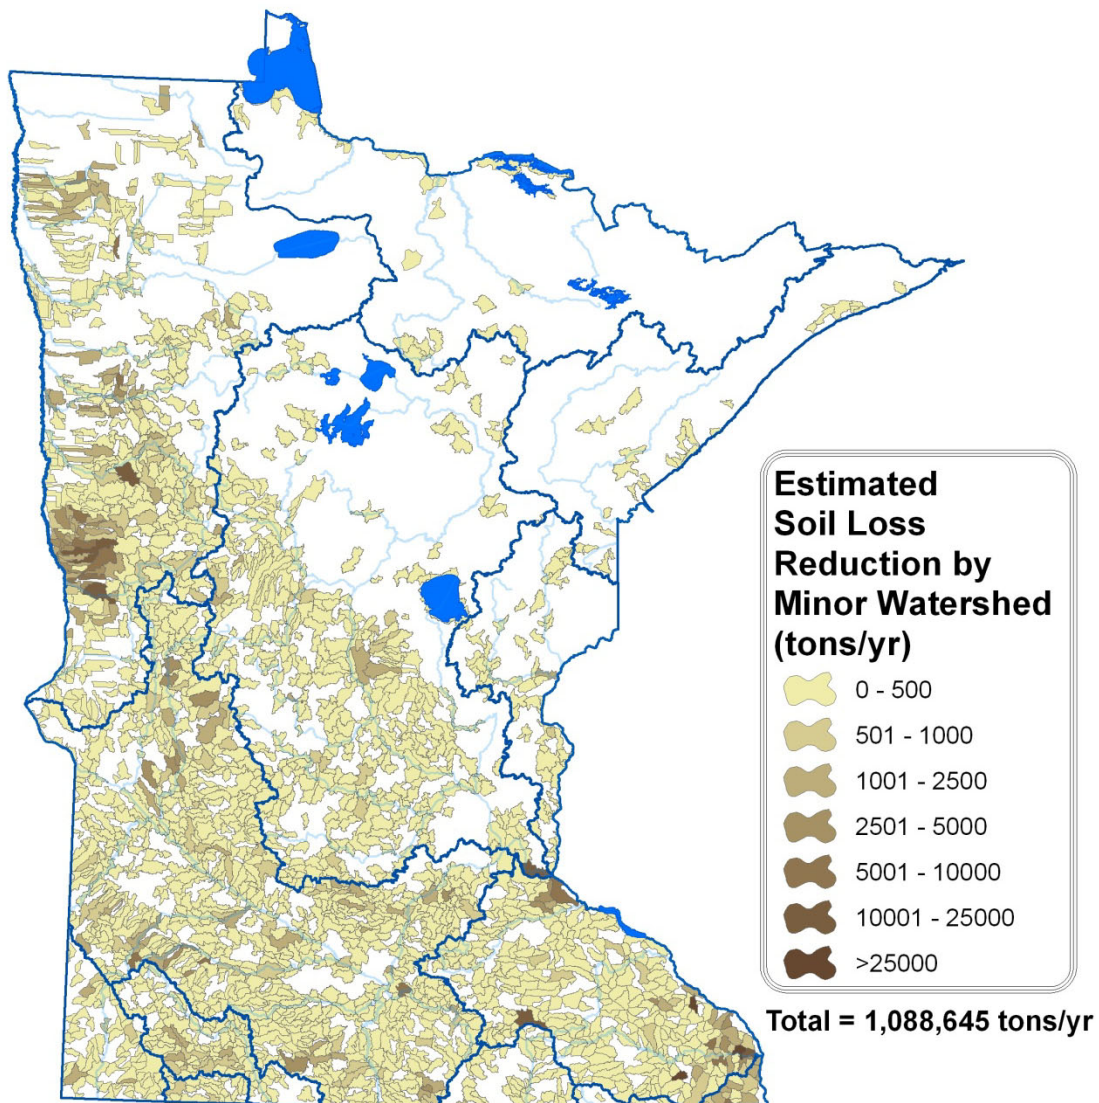 Estimated
Soil Loss
Reduction by
Minor Watershed
(tons/yr)
0 - 500
501 - 1000
1001 - 2500
2501 - 5000
5001 - 10000
10001 - 25000
>25000
Total = 1,088,645 tons/yr